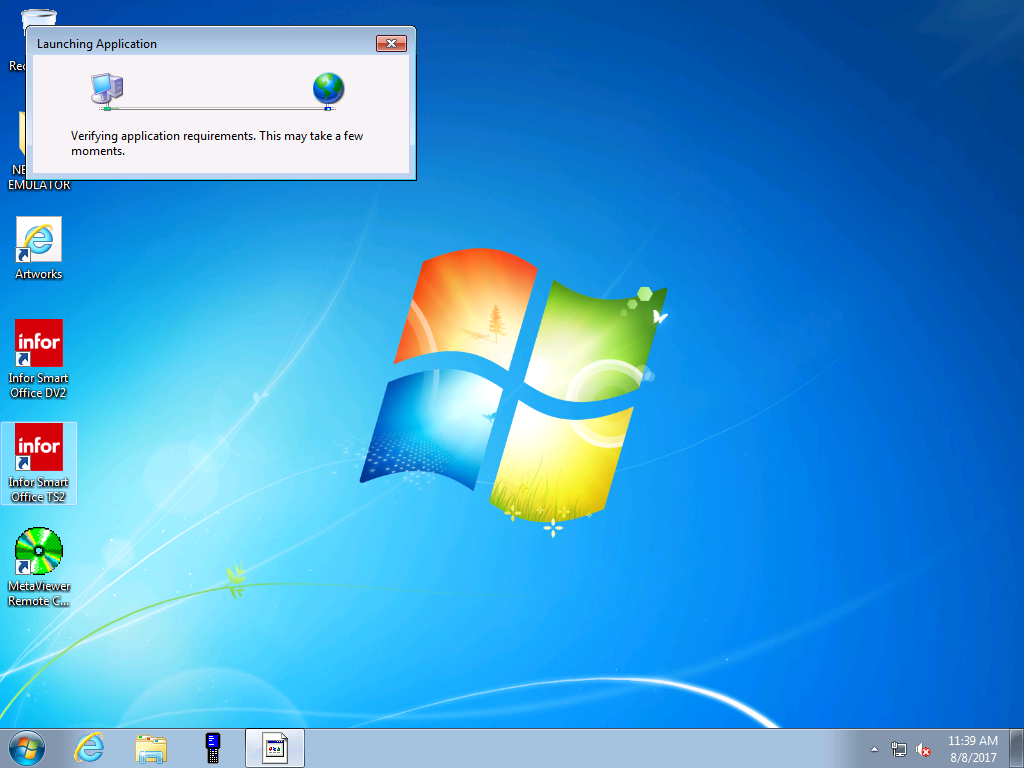 Launching Application
Verifying application requirements. This may take a few
moments.
Rec
NE
EMULATOR
Artworks
infor
Infor Smart
Office DV2
infor
Infor Smart
Office TS2
MetaViewer
Remote C...
11:39 AM
8/8/2017